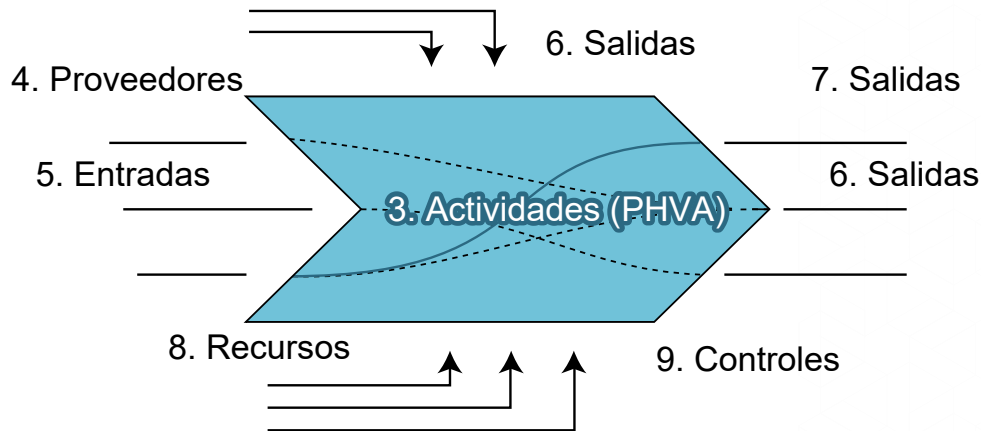 6. Salidas
4. Proveedores
7. Salidas
5. Entradas
6. Salidas
3. Actividades (PHVA)
8. Recursos
9. Controles